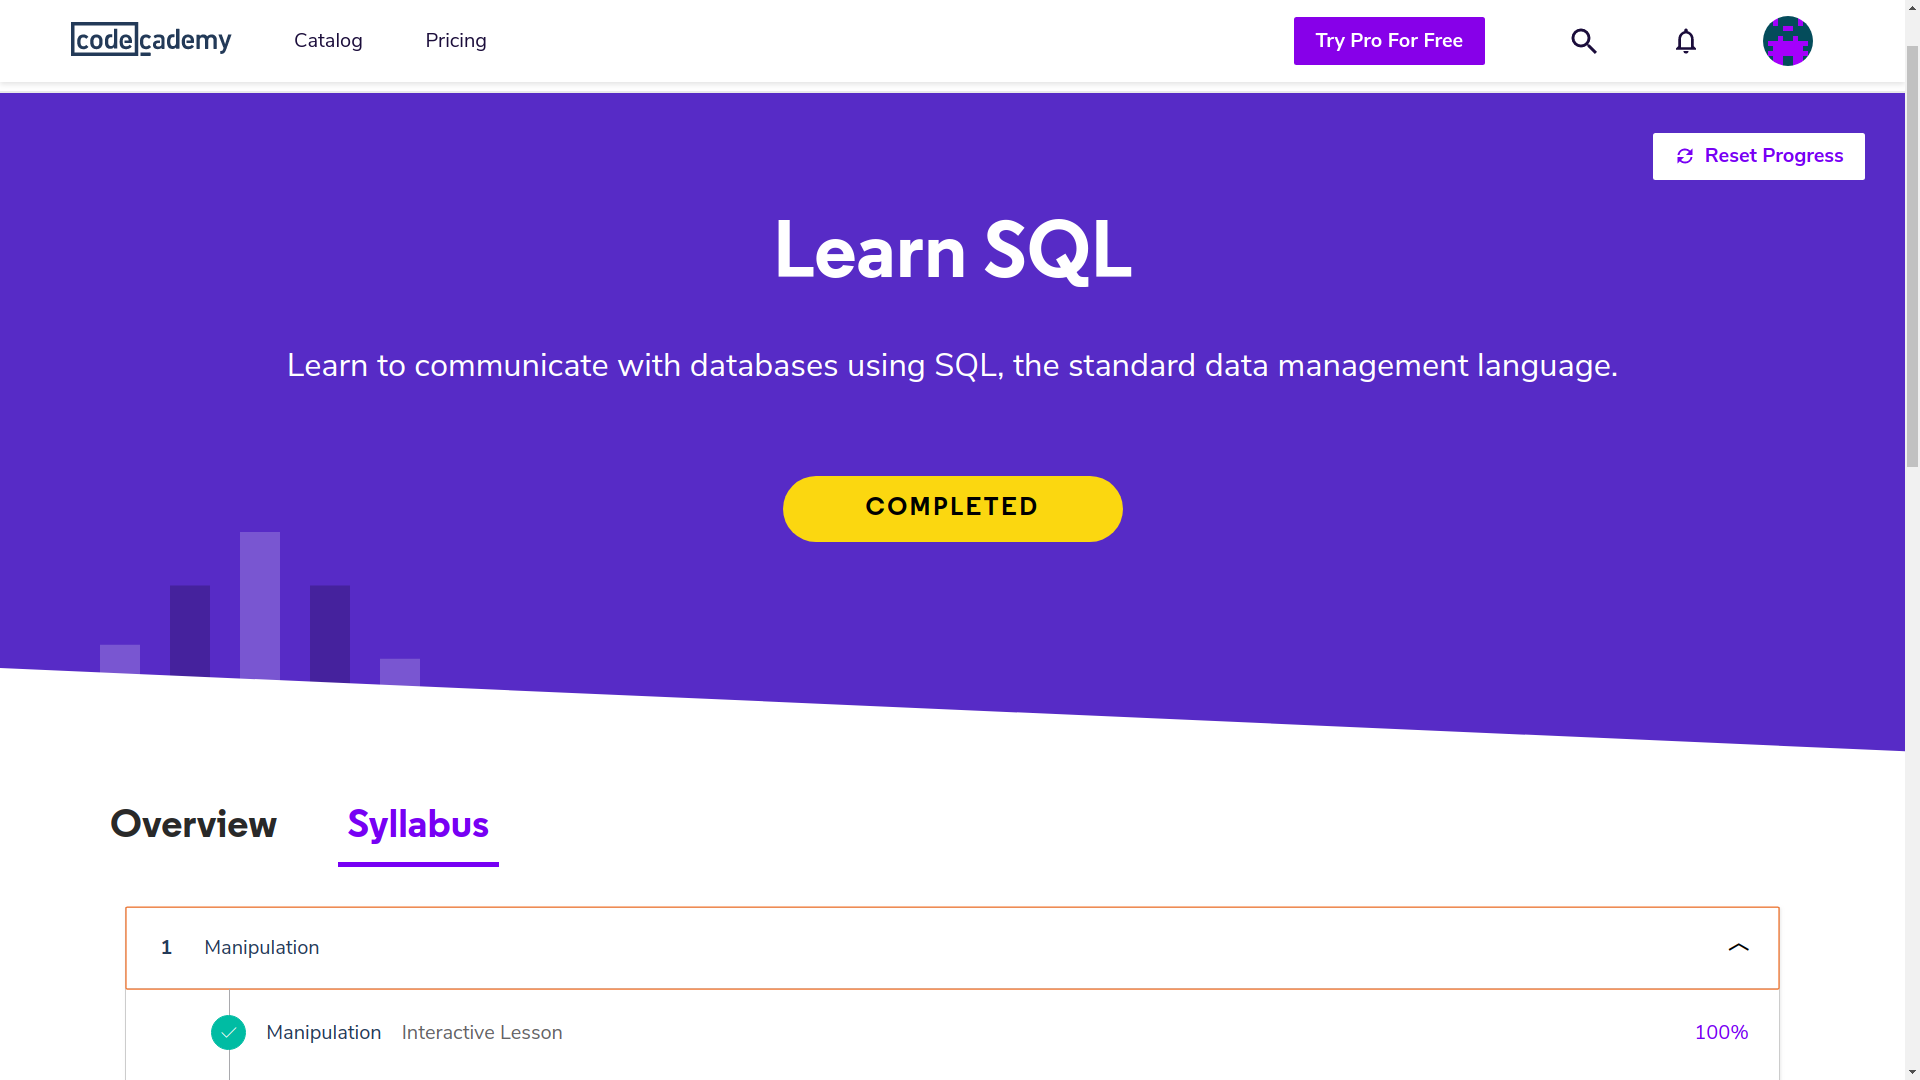 codecademy
Catalog
Pricing
Try Pro For Free
Reset Progress
Learn SQL
Learn to communicate with databases using SQL, the standard data management language.
COMPLETED
Overview
Syllabus
1 Manipulation
Manipulation Interactive Lesson 100%